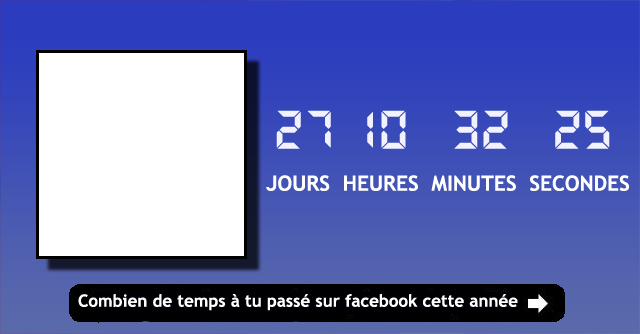 27 10 32 25
JOURS HEURES MINUTES SECONDES
Combien de temps à tu passé sur facebook cette année